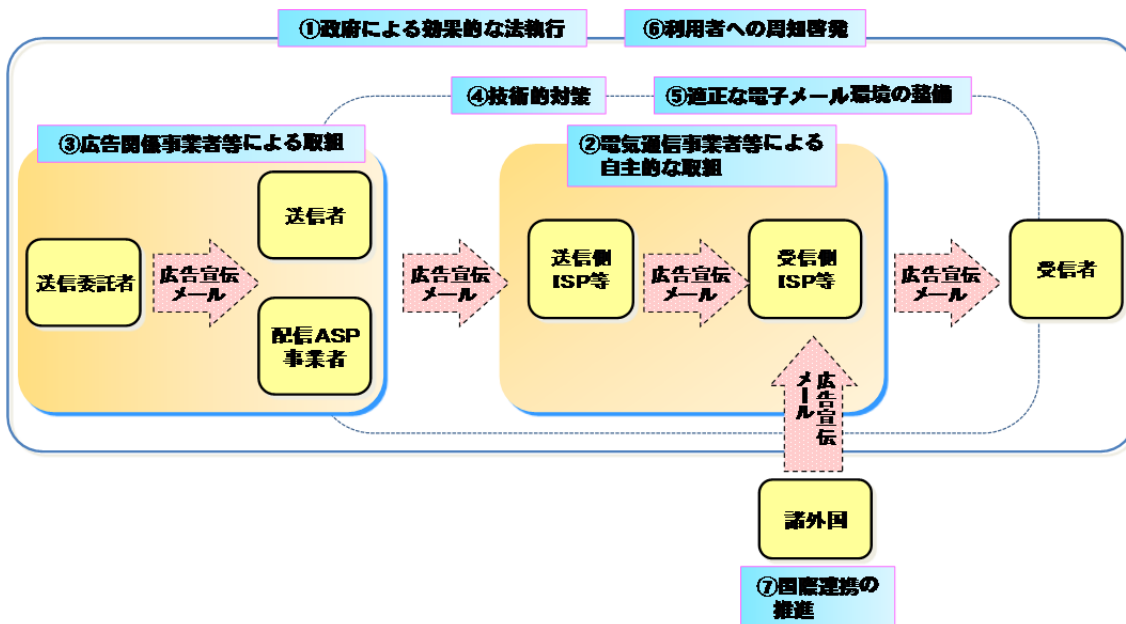 ①政府による効果的な法執行
⑥利用者への周知啓発
④技術的対策
⑤適正な電子メール環境の整備
③広告関係事業者等による取組
②電気通信事業者等による
自主的な取組
送信委託者
広告宣伝
メール
送信者
配信ASP
事業者
広告宣伝
メール
送信側
ISP等
広告宣伝
メール
受信側
ISP等
広告宣伝
メール
受信者
広告宣伝
メール
諸外国
⑦国際連携の
推進